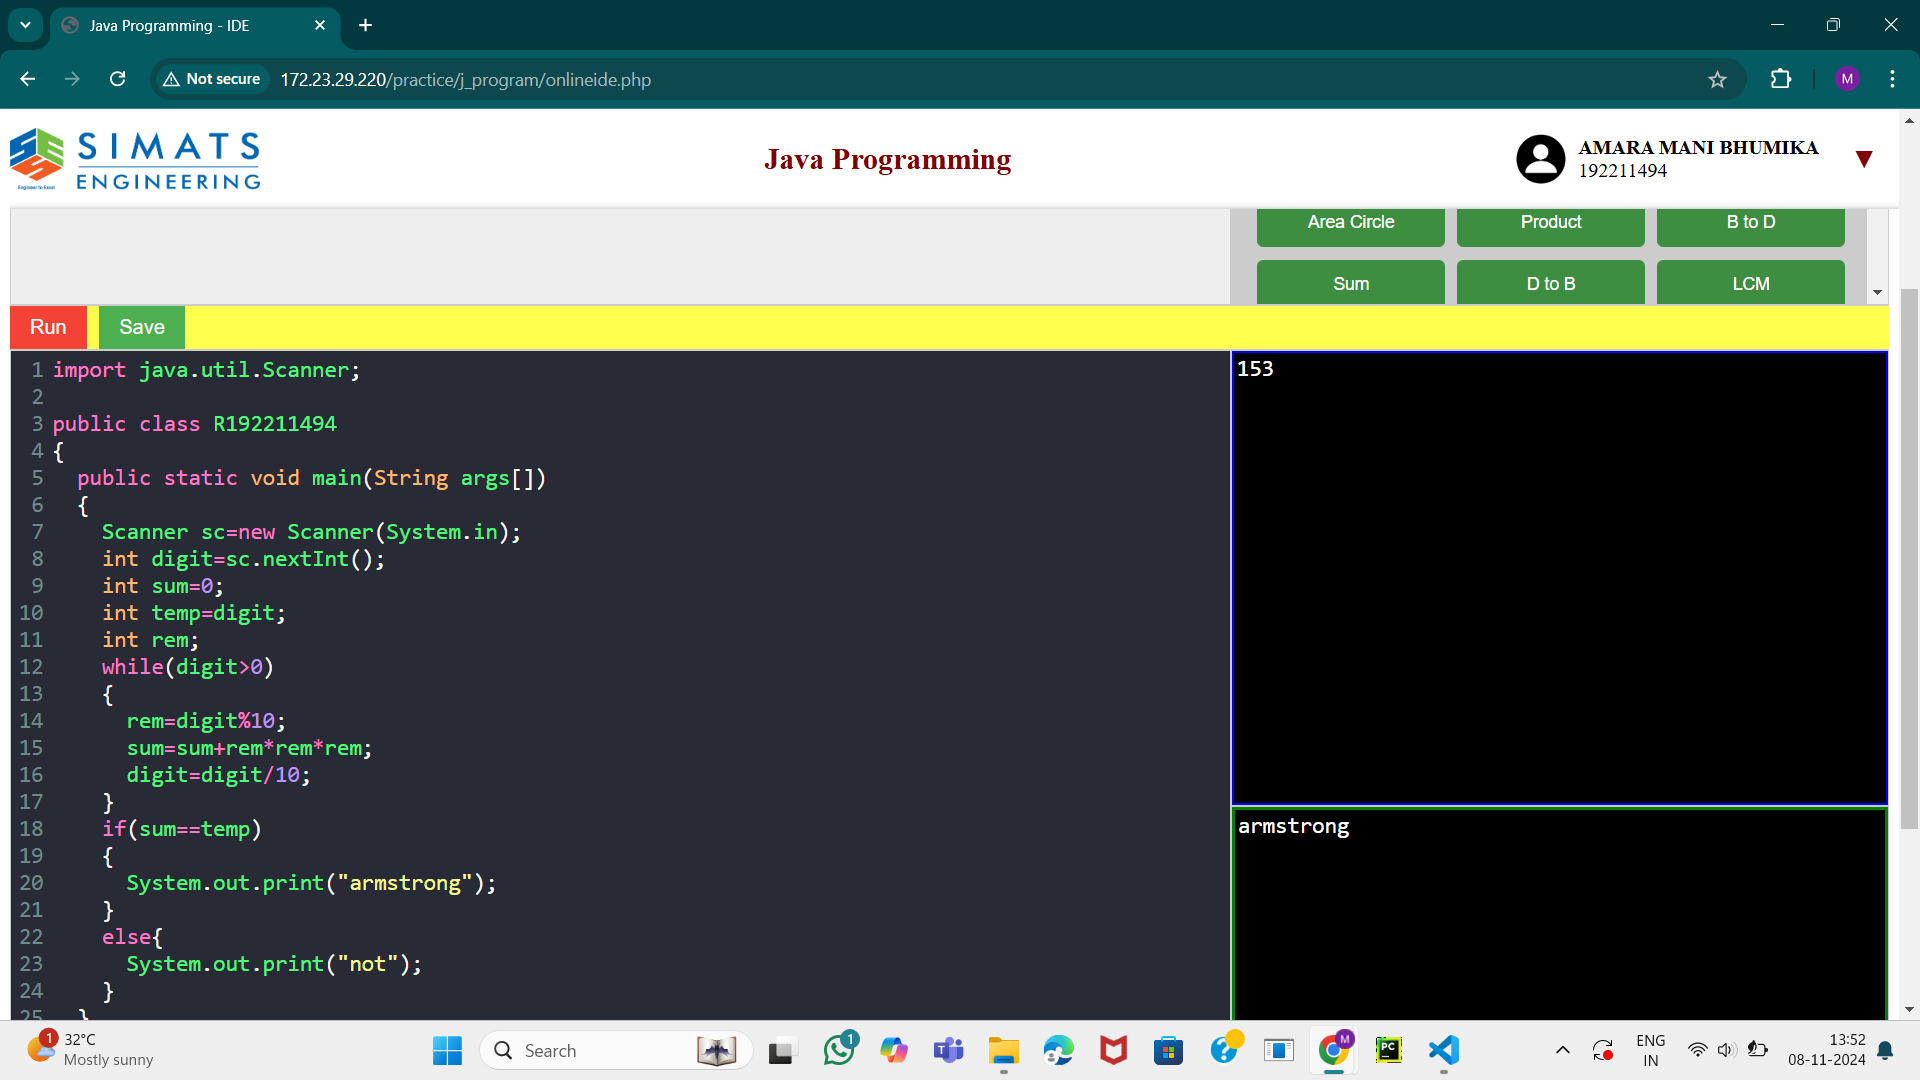 Java Programming - IDE
Not secure
172.23.29.220/practice/j_program/onlineide.php
M
SIMATS
ENGINEERING
Engineer to Excel
Java Programming
AMARA MANI BHUMIKA
192211494
Area Circle
Product
B to D
Sum
D to B
LCM
Run
Save
1 import java.util.Scanner;
2
3 public class R192211494
4 {
5 public static void main(String args[])
6 {
7 Scanner sc=new Scanner(System.in);
8 int digit=sc.nextInt();
9 int sum=0;
10 int temp=digit;
11 int rem;
12 while(digit>0)
13 {
14 rem=digit%10;
15 sum=sum+rem*rem*rem;
16 digit=digit/10;
17 }
18 if(sum==temp)
19 {
20 System.out.print("armstrong");
21 }
22 else{
23 System.out.print("not");
24 }
25 }
153
armstrong
1
32°C
Mostly sunny
Search
1
M
PC
ENG
IN
13:52
08-11-2024